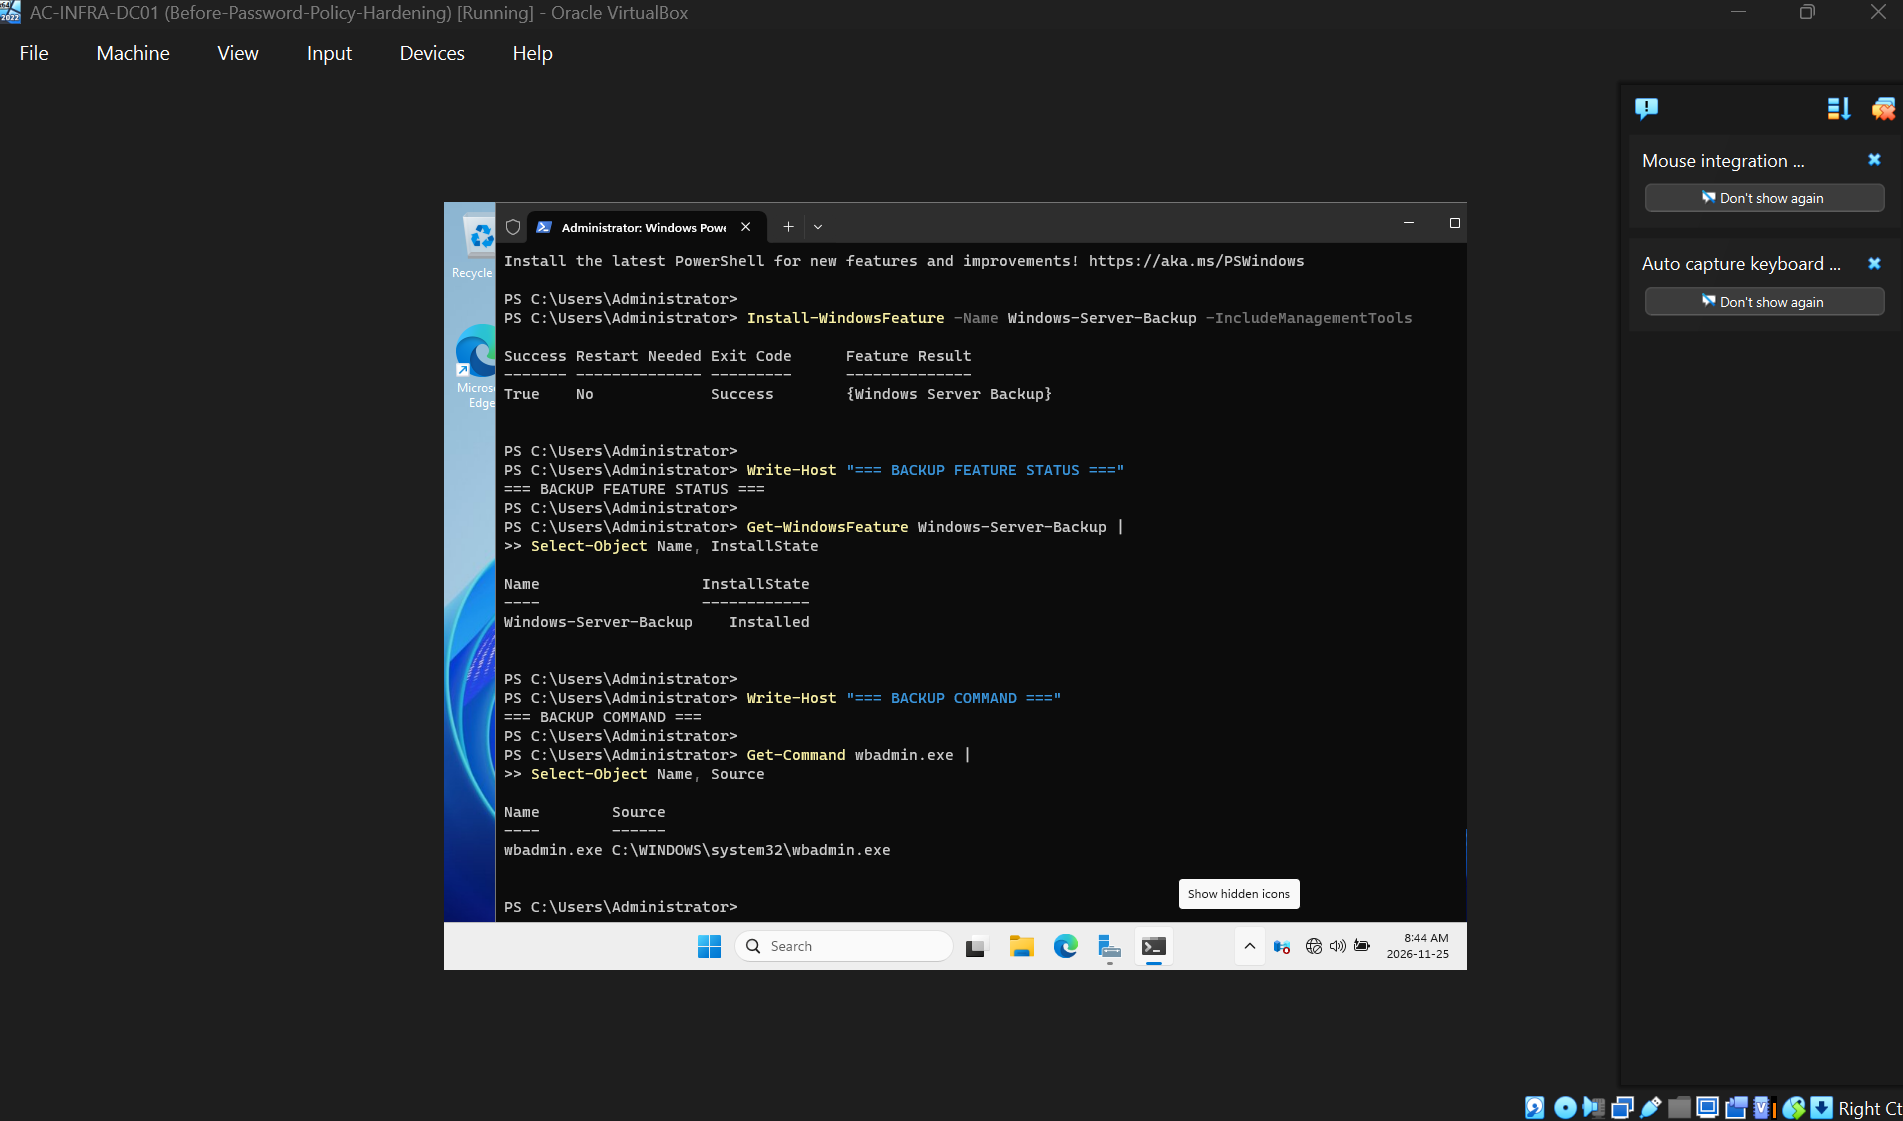 AC-INFRA-DC01 (Before-Password-Policy-Hardening) [Running] - Oracle VirtualBox
File Machine View Input Devices Help
Mouse integration ...
Don't show again
Auto capture keyboard ...
Don't show again
Recycle
Microso
Edge
Administrator: Windows Powe
Install the latest PowerShell for new features and improvements! https://aka.ms/PSWindows
PS C:\Users\Administrator>
PS C:\Users\Administrator> Install-WindowsFeature -Name Windows-Server-Backup -IncludeManagementTools
Success Restart Needed Exit Code      Feature Result
------- -------------- ---------      --------------
True    No             Success        {Windows Server Backup}
PS C:\Users\Administrator>
PS C:\Users\Administrator> Write-Host "=== BACKUP FEATURE STATUS ==="
=== BACKUP FEATURE STATUS ===
PS C:\Users\Administrator>
PS C:\Users\Administrator> Get-WindowsFeature Windows-Server-Backup |
>> Select-Object Name, InstallState
Name                  InstallState
----                  ------------
Windows-Server-Backup    Installed
PS C:\Users\Administrator>
PS C:\Users\Administrator> Write-Host "=== BACKUP COMMAND ==="
=== BACKUP COMMAND ===
PS C:\Users\Administrator>
PS C:\Users\Administrator> Get-Command wbadmin.exe |
>> Select-Object Name, Source
Name        Source
----        ------
wbadmin.exe C:\WINDOWS\system32\wbadmin.exe
PS C:\Users\Administrator>
Show hidden icons
Search
8:44 AM
2026-11-25
Right Ct